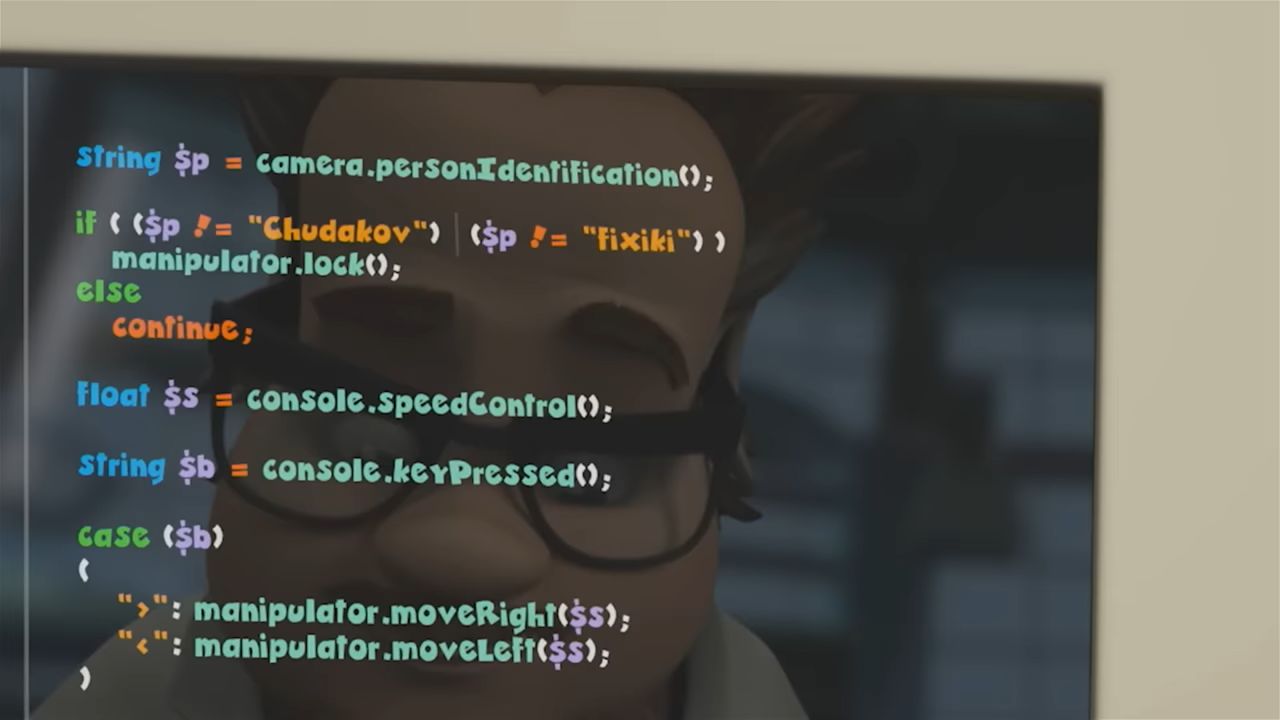 string $p = camera.personIdentification();
if ( ($p != "Chudakov") | ($p != "fixiki") )
manipulator.lock();
else
continue;
float $s = console.speedControl();
string $b = console.keyPressed();
case ($b)
(
">": manipulator.moveRight($s);
"<": manipulator.moveLeft($s);
)